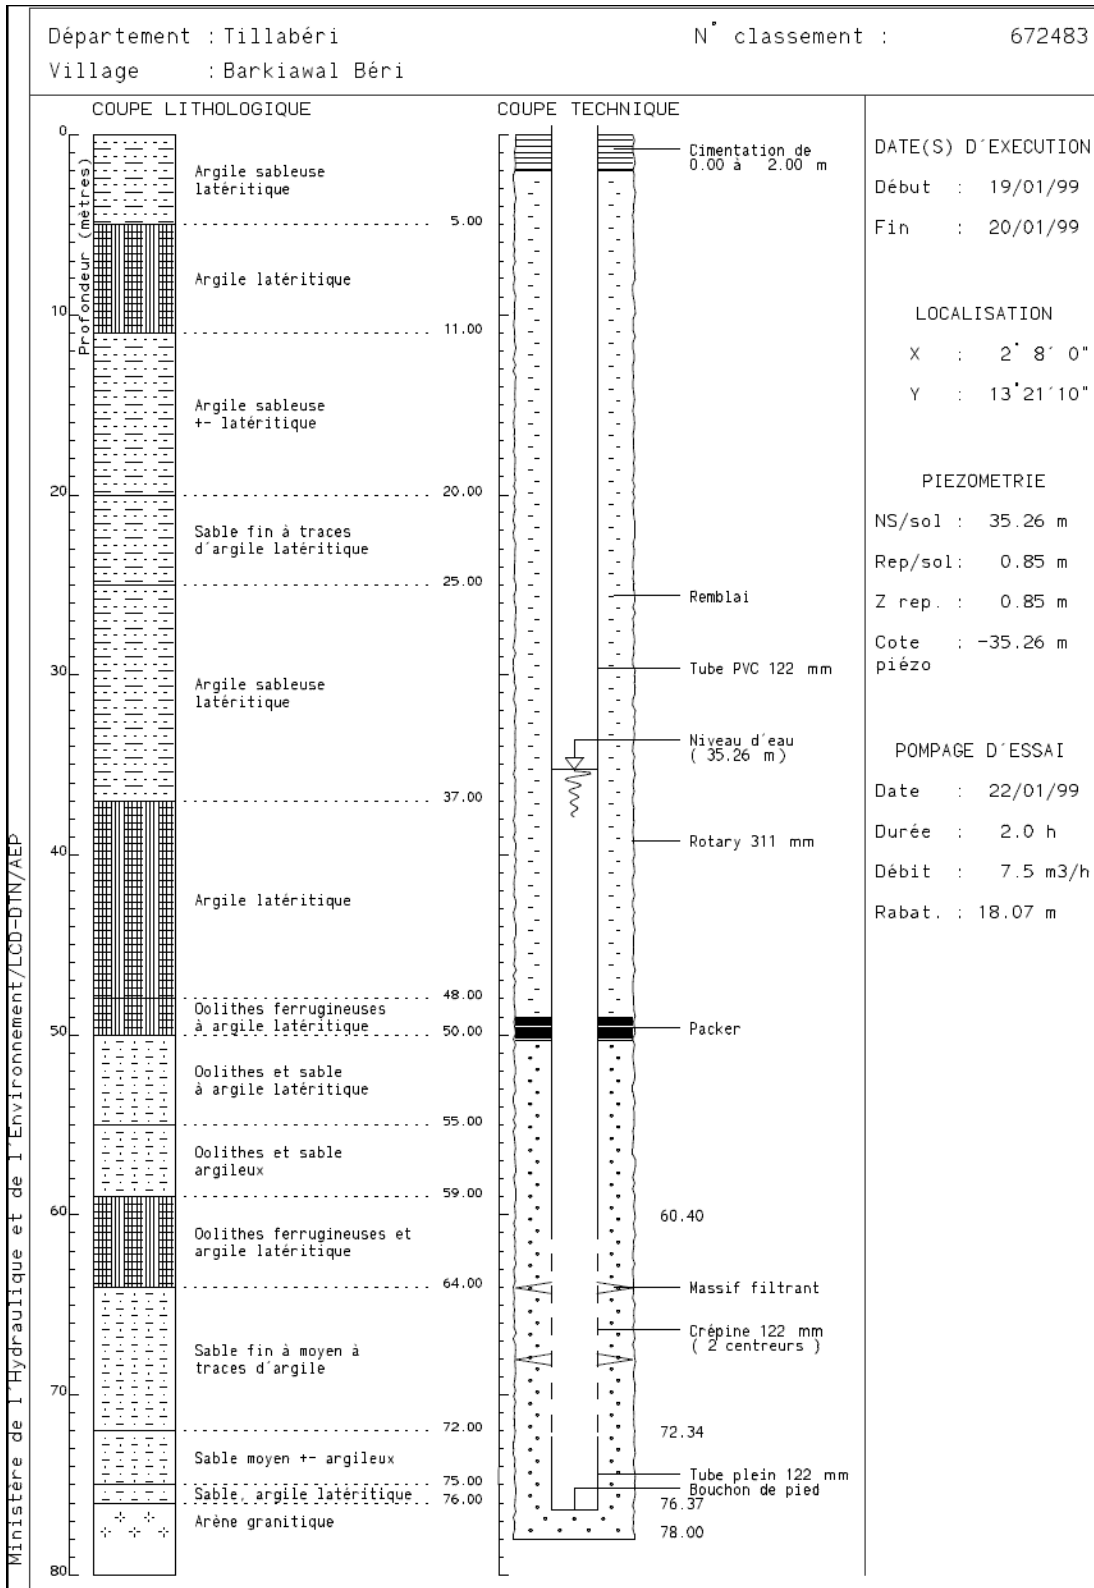 Département : Tillabéri
N° classement : 672483
Village : Barkiawal Béri
COUPE LITHOLOGIQUE
COUPE TECHNIQUE
Profondeur (mètres)
0
10
20
30
40
50
60
70
80
Argile sableuse
latéritique
5.00
Argile latéritique
11.00
Argile sableuse
+- latéritique
20.00
Sable fin à traces
d'argile latéritique
25.00
Argile sableuse
latéritique
37.00
Argile latéritique
48.00
Oolithes ferrugineuses
à argile latéritique
50.00
Oolithes et sable
à argile latéritique
55.00
Oolithes et sable
argileux
59.00
Oolithes ferrugineuses et
argile latéritique
64.00
Sable fin à moyen à
traces d'argile
72.00
Sable moyen +- argileux
75.00
Sable, argile latéritique
76.00
Arène granitique
Cimentation de
0.00 à 2.00 m
Remblai
Tube PVC 122 mm
Niveau d'eau
( 35.26 m)
Rotary 311 mm
Packer
60.40
Massif filtrant
Crépine 122 mm
( 2 centreurs )
72.34
Tube plein 122 mm
Bouchon de pied
76.37
78.00
DATE(S) D'EXECUTION
Début : 19/01/99
Fin : 20/01/99
LOCALISATION
X : 2° 8' 0"
Y : 13°21'10"
PIEZOMETRIE
NS/sol : 35.26 m
Rep/sol: 0.85 m
Z rep. : 0.85 m
Cote : -35.26 m
piézo
POMPAGE D'ESSAI
Date : 22/01/99
Durée : 2.0 h
Débit : 7.5 m3/h
Rabat. : 18.07 m
Ministère de l'Hydraulique et de l'Environnement/LCD-DTN/AEP